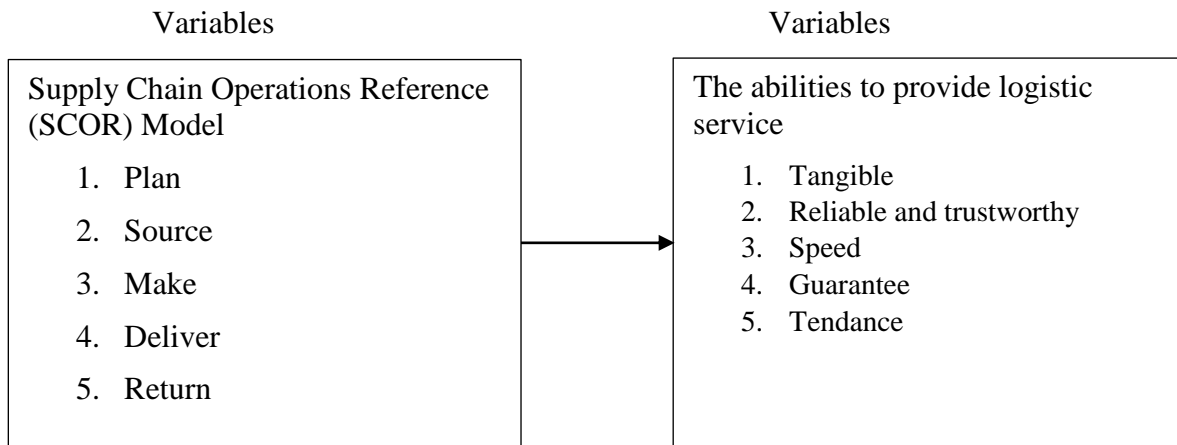 Variables
Variables
Supply Chain Operations Reference
(SCOR) Model
1. Plan
2. Source
3. Make
4. Deliver
5. Return
The abilities to provide logistic
service
1. Tangible
2. Reliable and trustworthy
3. Speed
4. Guarantee
5. Tendance